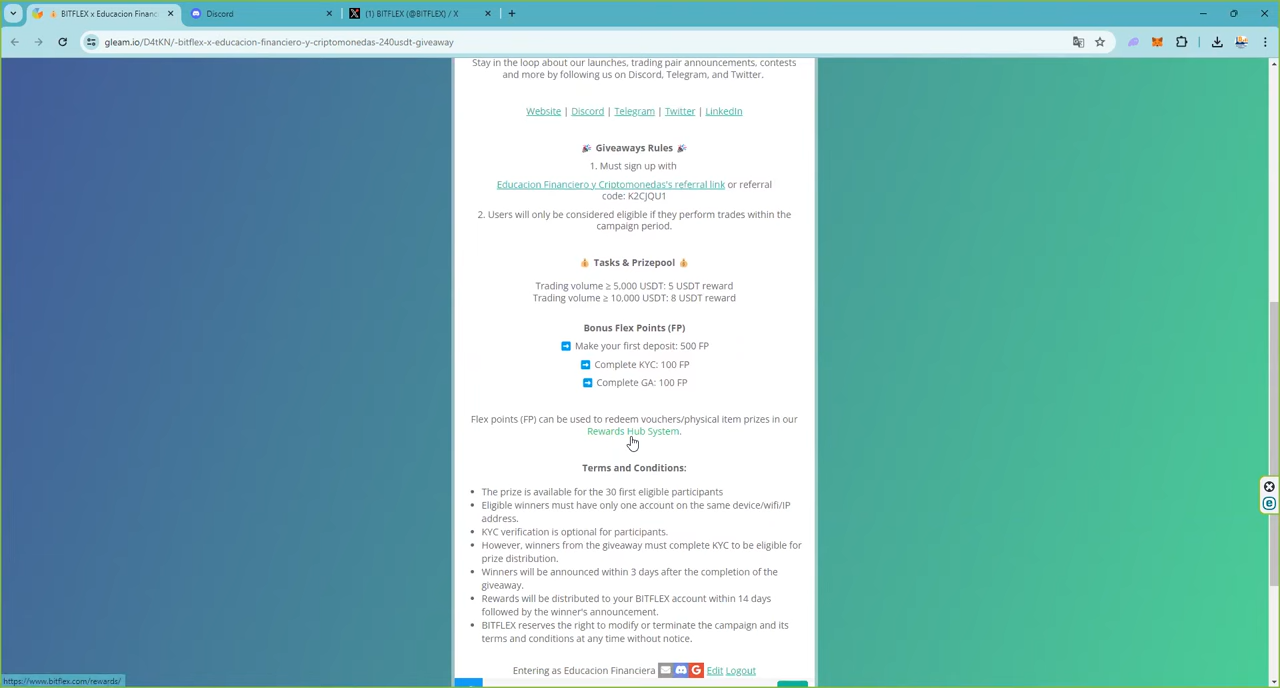 BITFLEX x Educacion Financi
Discord
(1) BITFLEX (@BITFLEX) / X
gleam.io/D4tKN/-bitflex-x-educacion-financiero-y-criptomonedas-240usdt-giveaway
Stay in the loop about our launches, trading pair announcements, contests
and more by following us on Discord, Telegram, and Twitter.
Website | Discord | Telegram | Twitter | LinkedIn
Giveaways Rules
1. Must sign up with
Educacion Financiero y Criptomonedas's referral link or referral
code: K2CJQU1
2. Users will only be considered eligible if they perform trades within the
campaign period.
Tasks & Prizepool
Trading volume ≥ 5,000 USDT: 5 USDT reward
Trading volume ≥ 10,000 USDT: 8 USDT reward
Bonus Flex Points (FP)
Make your first deposit: 500 FP
Complete KYC: 100 FP
Complete GA: 100 FP
Flex points (FP) can be used to redeem vouchers/physical item prizes in our
Rewards Hub System.
Terms and Conditions:
• The prize is available for the 30 first eligible participants
• Eligible winners must have only one account on the same device/wifi/IP
address.
• KYC verification is optional for participants.
• However, winners from the giveaway must complete KYC to be eligible for
prize distribution.
• Winners will be announced within 3 days after the completion of the
giveaway.
• Rewards will be distributed to your BITFLEX account within 14 days
followed by the winner's announcement.
• BITFLEX reserves the right to modify or terminate the campaign and its
terms and conditions at any time without notice.
Entering as Educacion Financiera G Edit Logout
https://www.bitflex.com/rewards/